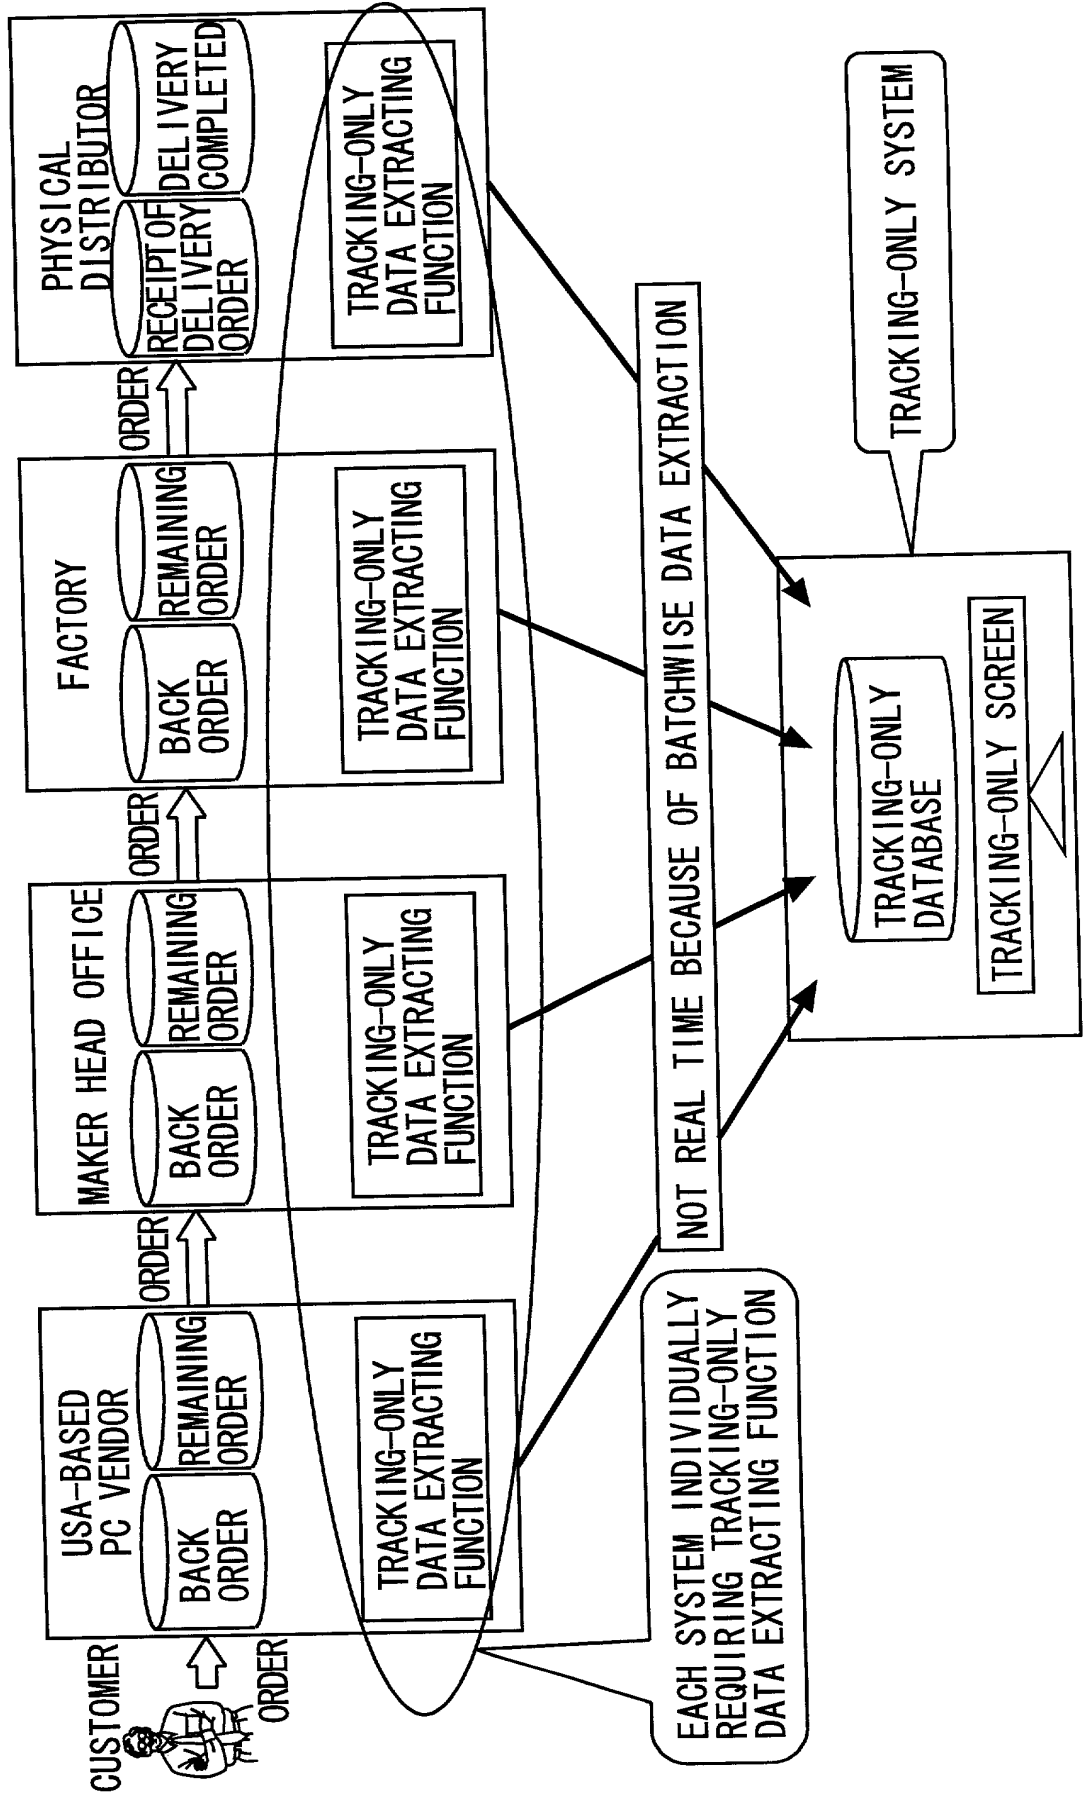 CUSTOMER
ORDER
USA-BASED
PC VENDOR
BACK
ORDER
REMAINING
ORDER
TRACKING-ONLY
DATA EXTRACTING
FUNCTION
ORDER
MAKER HEAD OFFICE
BACK
ORDER
REMAINING
ORDER
TRACKING-ONLY
DATA EXTRACTING
FUNCTION
ORDER
FACTORY
BACK
ORDER
REMAINING
ORDER
TRACKING-ONLY
DATA EXTRACTING
FUNCTION
ORDER
PHYSICAL
DISTRIBUTOR
RECEIPT OF
DELIVERY
ORDER
DELIVERY
COMPLETED
TRACKING-ONLY
DATA EXTRACTING
FUNCTION
EACH SYSTEM INDIVIDUALLY
REQUIRING TRACKING-ONLY
DATA EXTRACTING FUNCTION
NOT REAL TIME BECAUSE OF BATCHWISE DATA EXTRACTION
TRACKING-ONLY
DATABASE
TRACKING-ONLY SCREEN
TRACKING-ONLY SYSTEM